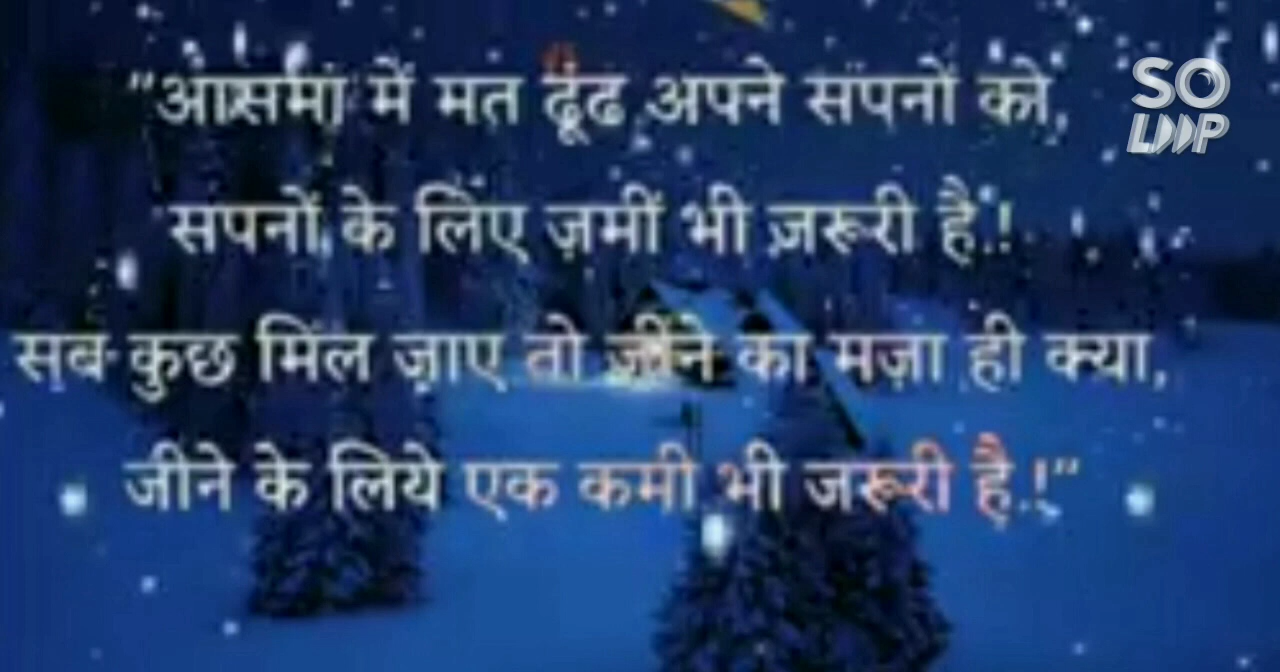 "आसमां में मत ढूंढ अपने सपनों को,
सपनों के लिए ज़मीं भी ज़रूरी है.!
सब कुछ मिल जाए तो जीने का मज़ा ही क्या,
जीने के लिये एक कमी भी जरूरी है.!"
SO
LOOP